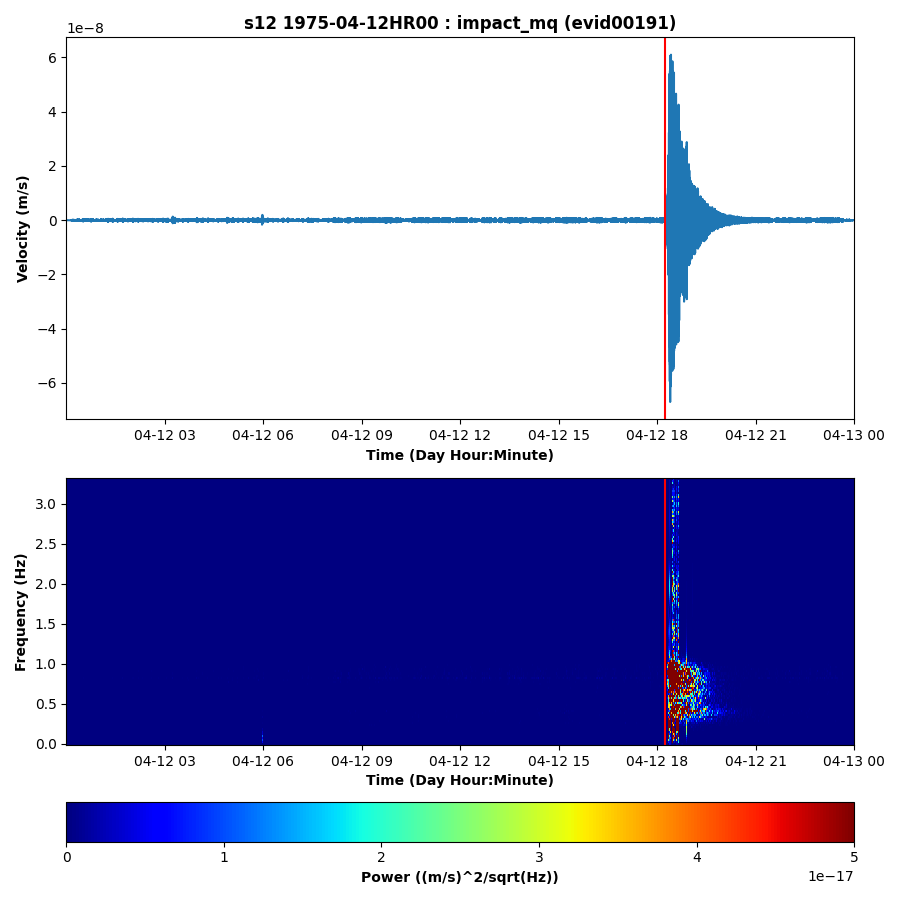 s12 1975-04-12HR00 : impact_mq (evid00191)
1e−8
6
4
2
0
−2
−4
−6
Velocity (m/s)
04-12 03 04-12 06 04-12 09 04-12 12 04-12 15 04-12 18 04-12 21 04-13 00
Time (Day Hour:Minute)
3.0
2.5
2.0
1.5
1.0
0.5
0.0
Frequency (Hz)
04-12 03 04-12 06 04-12 09 04-12 12 04-12 15 04-12 18 04-12 21 04-13 00
Time (Day Hour:Minute)
0 1 2 3 4 5
1e−17
Power ((m/s)^2/sqrt(Hz))